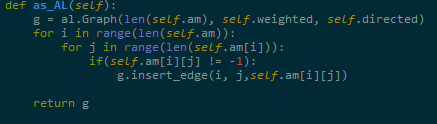 def as_AL(self):
    g = al.Graph(len(self.am), self.weighted, self.directed)
    for i in range(len(self.am)):
        for j in range(len(self.am[i])):
            if(self.am[i][j] != -1):
                g.insert_edge(i, j,self.am[i][j])

    return g